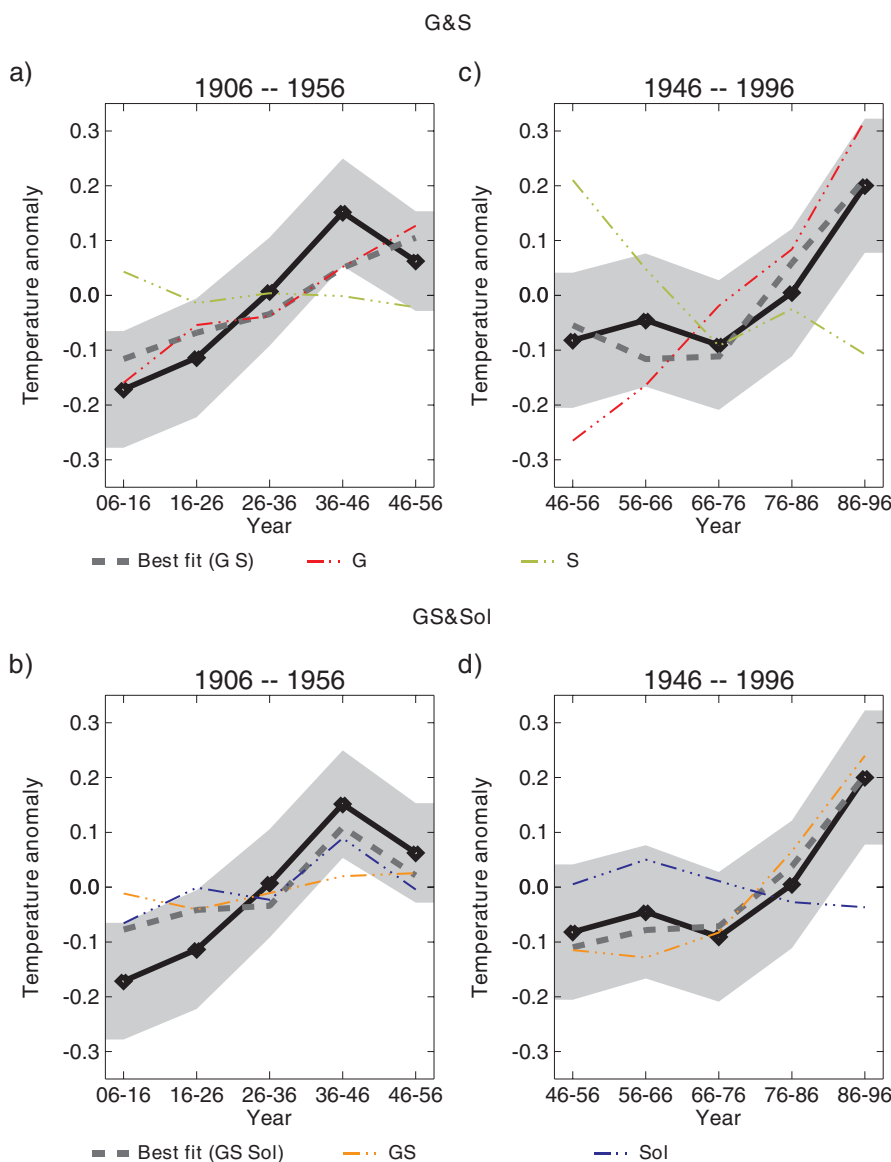 G&S
a)
1906 -- 1956
Temperature anomaly
0.3
0.2
0.1
0.0
-0.1
-0.2
-0.3
06-16 16-26 26-36 36-46 46-56
Year
c)
1946 -- 1996
Temperature anomaly
0.3
0.2
0.1
0.0
-0.1
-0.2
-0.3
46-56 56-66 66-76 76-86 86-96
Year
Best fit (G S) G S
GS&Sol
b)
1906 -- 1956
Temperature anomaly
0.3
0.2
0.1
0.0
-0.1
-0.2
-0.3
06-16 16-26 26-36 36-46 46-56
Year
d)
1946 -- 1996
Temperature anomaly
0.3
0.2
0.1
0.0
-0.1
-0.2
-0.3
46-56 56-66 66-76 76-86 86-96
Year
Best fit (GS Sol) GS Sol